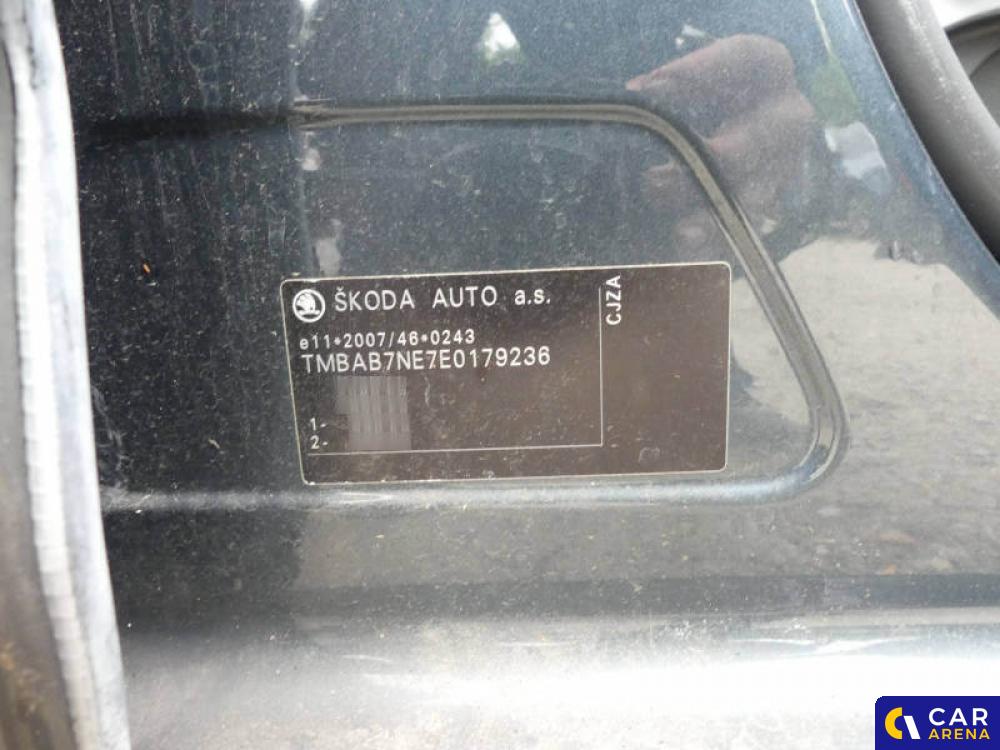 ŠKODA AUTO a.s.
CJZA
e11*2007/46*0243
TMBAB7NE7E0179236
1-
2-
CAR
ARENA